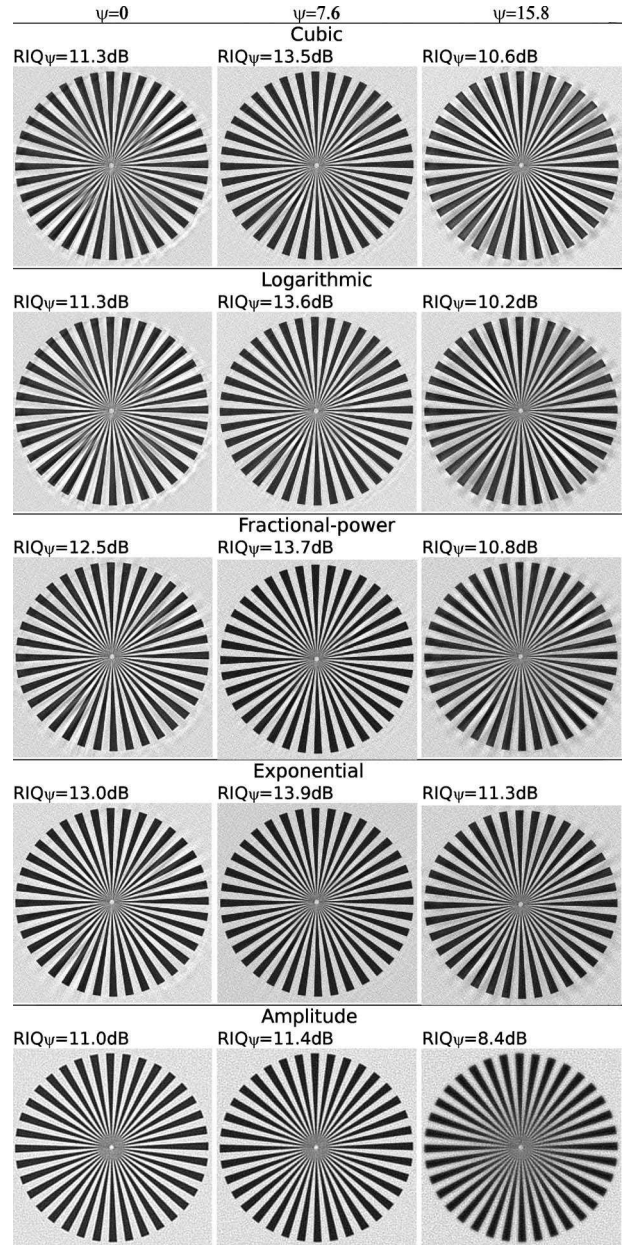 ψ=0 ψ=7.6 ψ=15.8
Cubic
RIQψ=11.3dB RIQψ=13.5dB RIQψ=10.6dB
Logarithmic
RIQψ=11.3dB RIQψ=13.6dB RIQψ=10.2dB
Fractional-power
RIQψ=12.5dB RIQψ=13.7dB RIQψ=10.8dB
Exponential
RIQψ=13.0dB RIQψ=13.9dB RIQψ=11.3dB
Amplitude
RIQψ=11.0dB RIQψ=11.4dB RIQψ=8.4dB